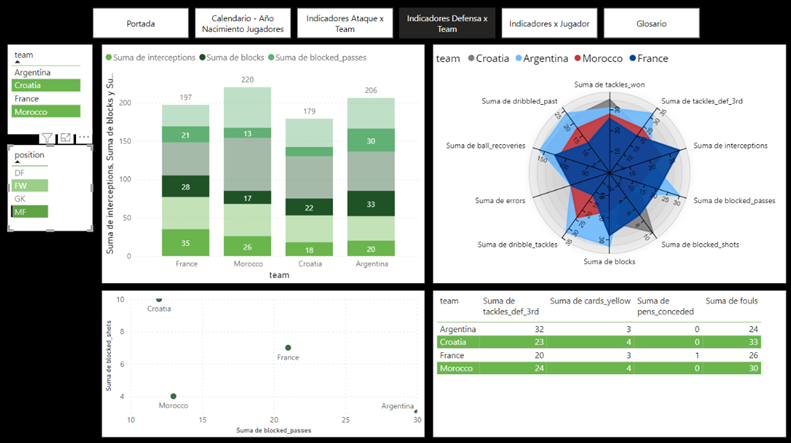 Portada
Calendario - Año
Nacimiento Jugadores
Indicadores Ataque x
Team
Indicadores Defensa x
Team
Indicadores x Jugador
Glosario
team
Argentina
Croatia
France
Morocco
position
DF
FW
GK
MF
Suma de interceptions Suma de blocks Suma de blocked_passes
Suma de interceptions, Suma de blocks y Su...
200
150
100
50
0
197
220
179
206
21
13
30
28
17
22
33
35
26
18
20
France Morocco Croatia Argentina
team
team Croatia Argentina Morocco France
Suma de tackles_won
Suma de tackles_def_3rd
Suma de interceptions
Suma de blocked_passes
Suma de blocked_shots
Suma de blocks
Suma de dribble_tackles
Suma de errors
Suma de ball_recoveries
Suma de dribbled_past
150
Suma de blocked_shots
10
8
6
4
Croatia
France
Morocco
Argentina
10 15 20 25 30
Suma de blocked_passes
team Suma de tackles_def_3rd Suma de cards_yellow Suma de pens_conceded Suma de fouls
Argentina 32 3 0 24
Croatia 23 4 0 33
France 20 3 1 26
Morocco 24 4 0 30